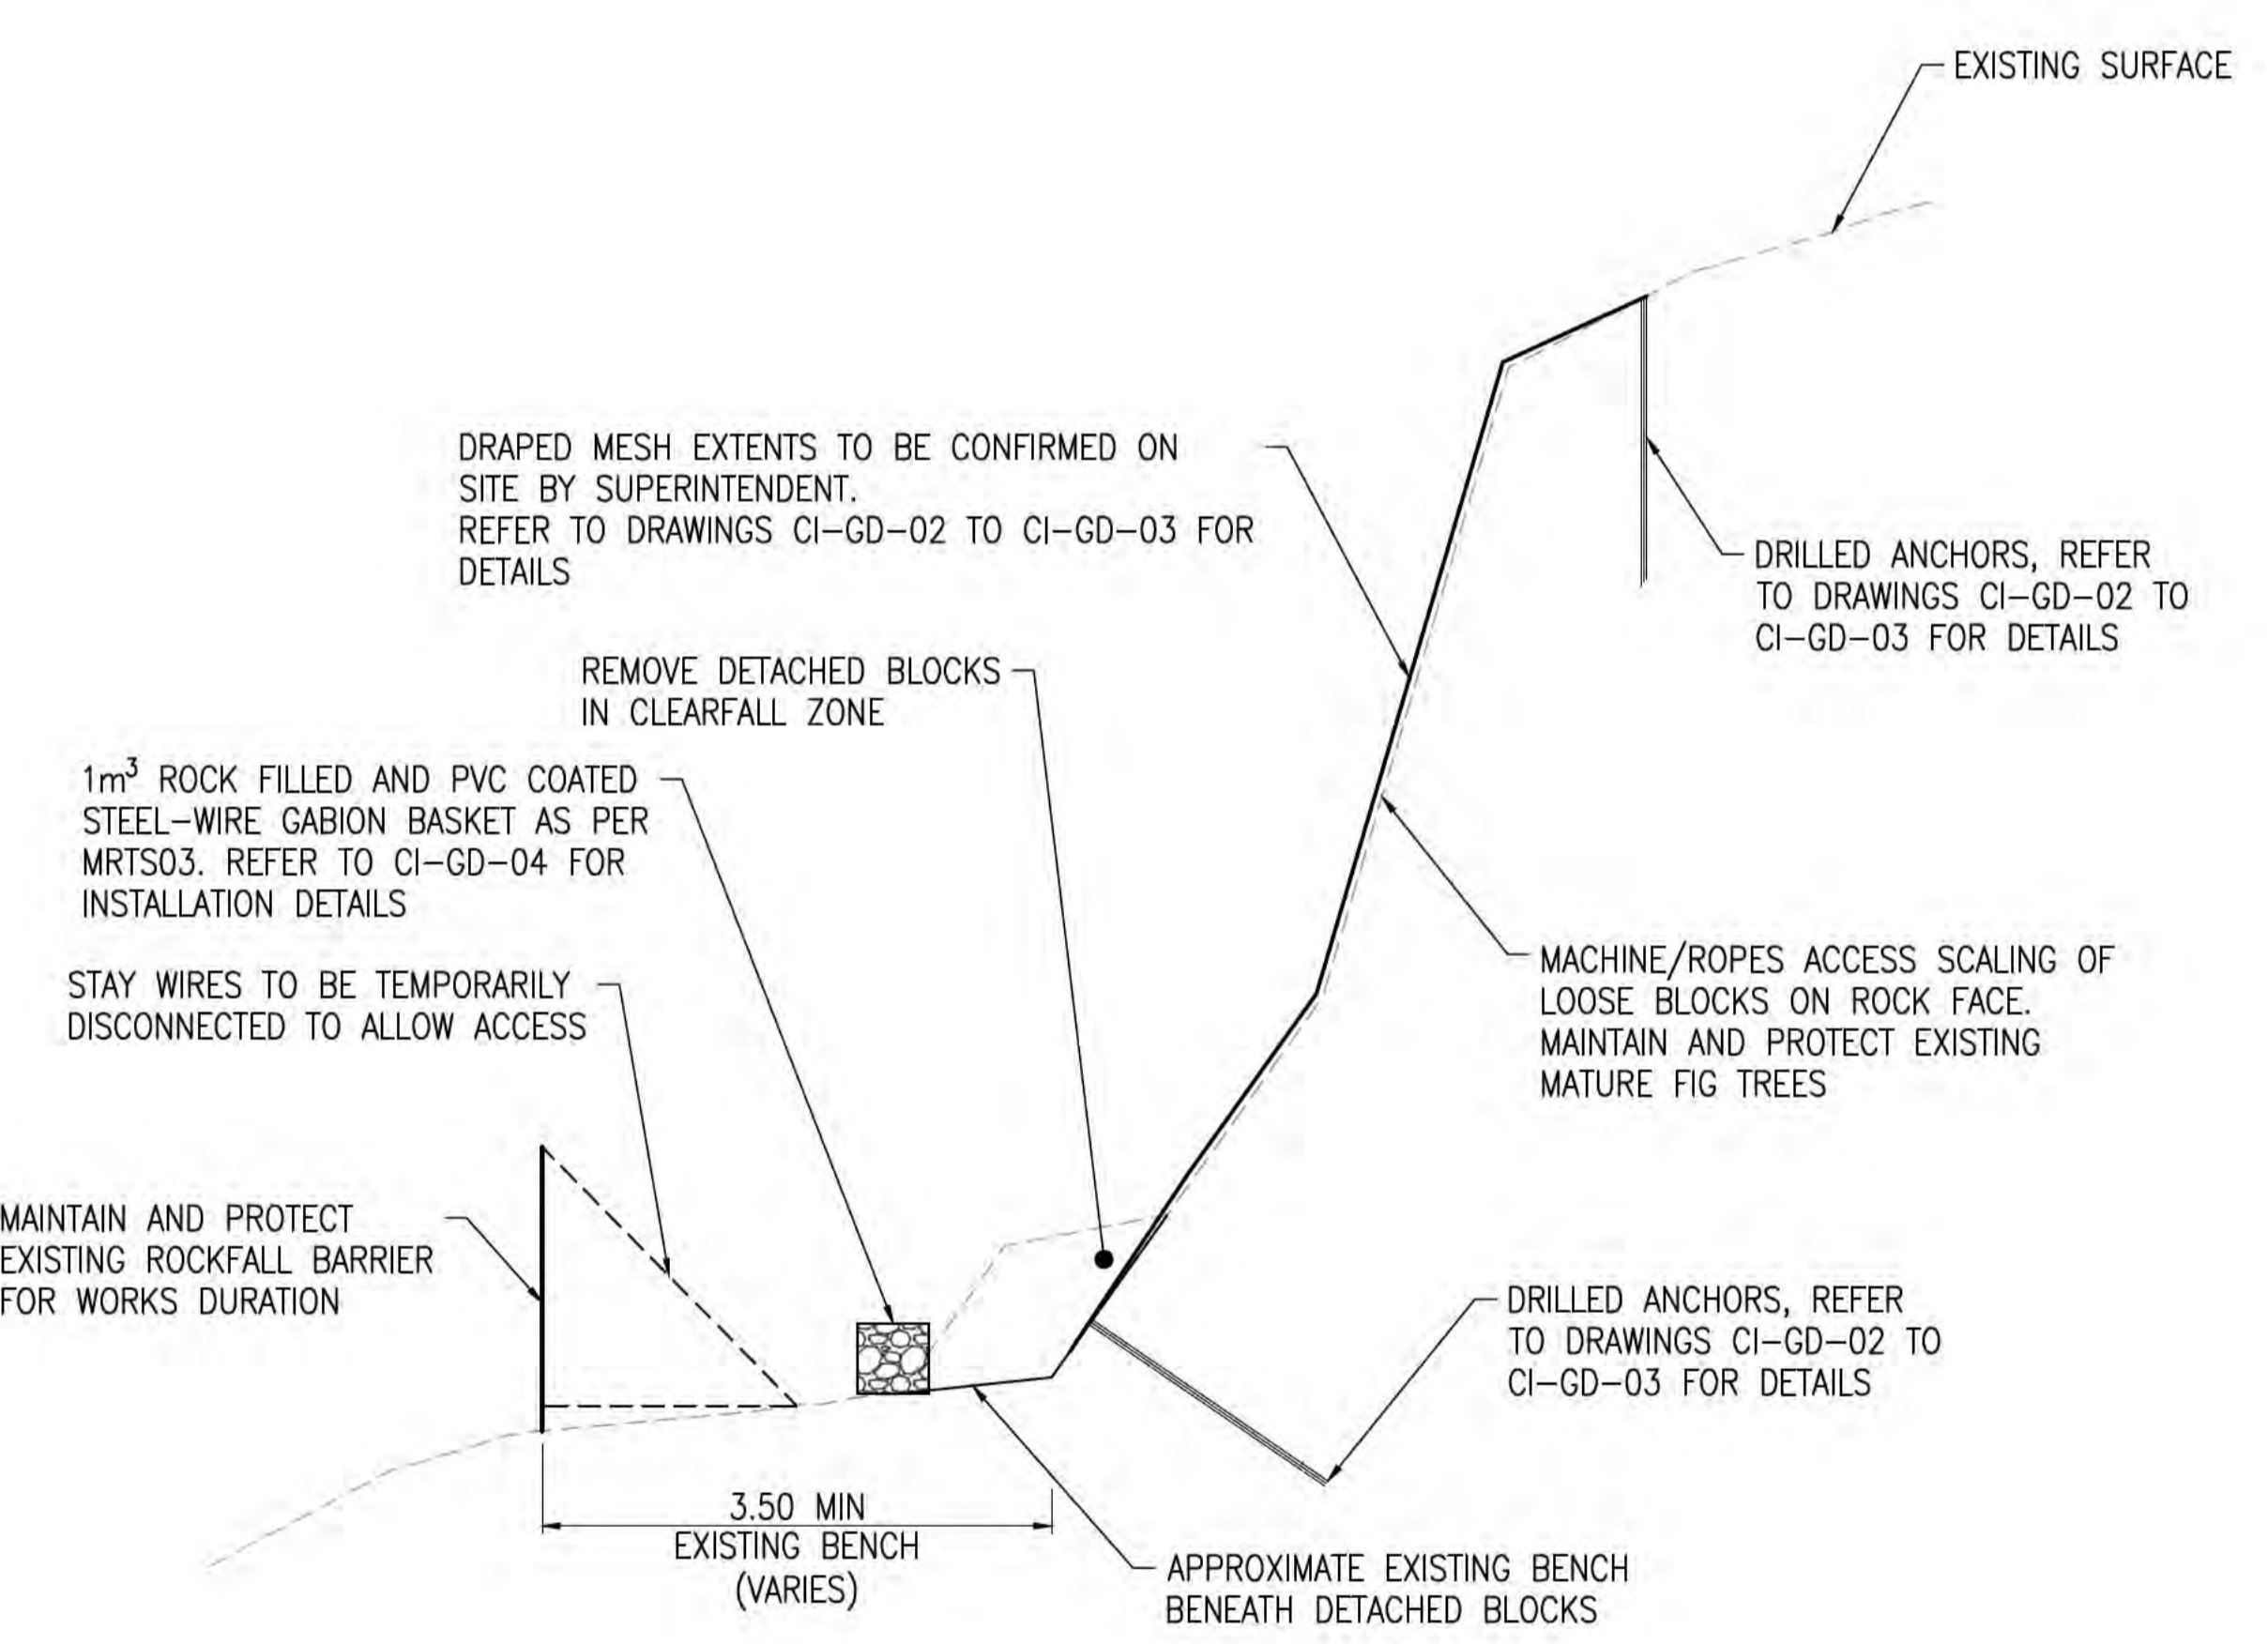 EXISTING SURFACE
DRAPED MESH EXTENTS TO BE CONFIRMED ON
SITE BY SUPERINTENDENT.
REFER TO DRAWINGS CI-GD-02 TO CI-GD-03 FOR
DETAILS
DRILLED ANCHORS, REFER
TO DRAWINGS CI-GD-02 TO
CI-GD-03 FOR DETAILS
REMOVE DETACHED BLOCKS
IN CLEARFALL ZONE
1m³ ROCK FILLED AND PVC COATED
STEEL-WIRE GABION BASKET AS PER
MRTS03. REFER TO CI-GD-04 FOR
INSTALLATION DETAILS
STAY WIRES TO BE TEMPORARILY
DISCONNECTED TO ALLOW ACCESS
MACHINE/ROPES ACCESS SCALING OF
LOOSE BLOCKS ON ROCK FACE.
MAINTAIN AND PROTECT EXISTING
MATURE FIG TREES
MAINTAIN AND PROTECT
EXISTING ROCKFALL BARRIER
FOR WORKS DURATION
DRILLED ANCHORS, REFER
TO DRAWINGS CI-GD-02 TO
CI-GD-03 FOR DETAILS
3.50 MIN
EXISTING BENCH
(VARIES)
APPROXIMATE EXISTING BENCH
BENEATH DETACHED BLOCKS